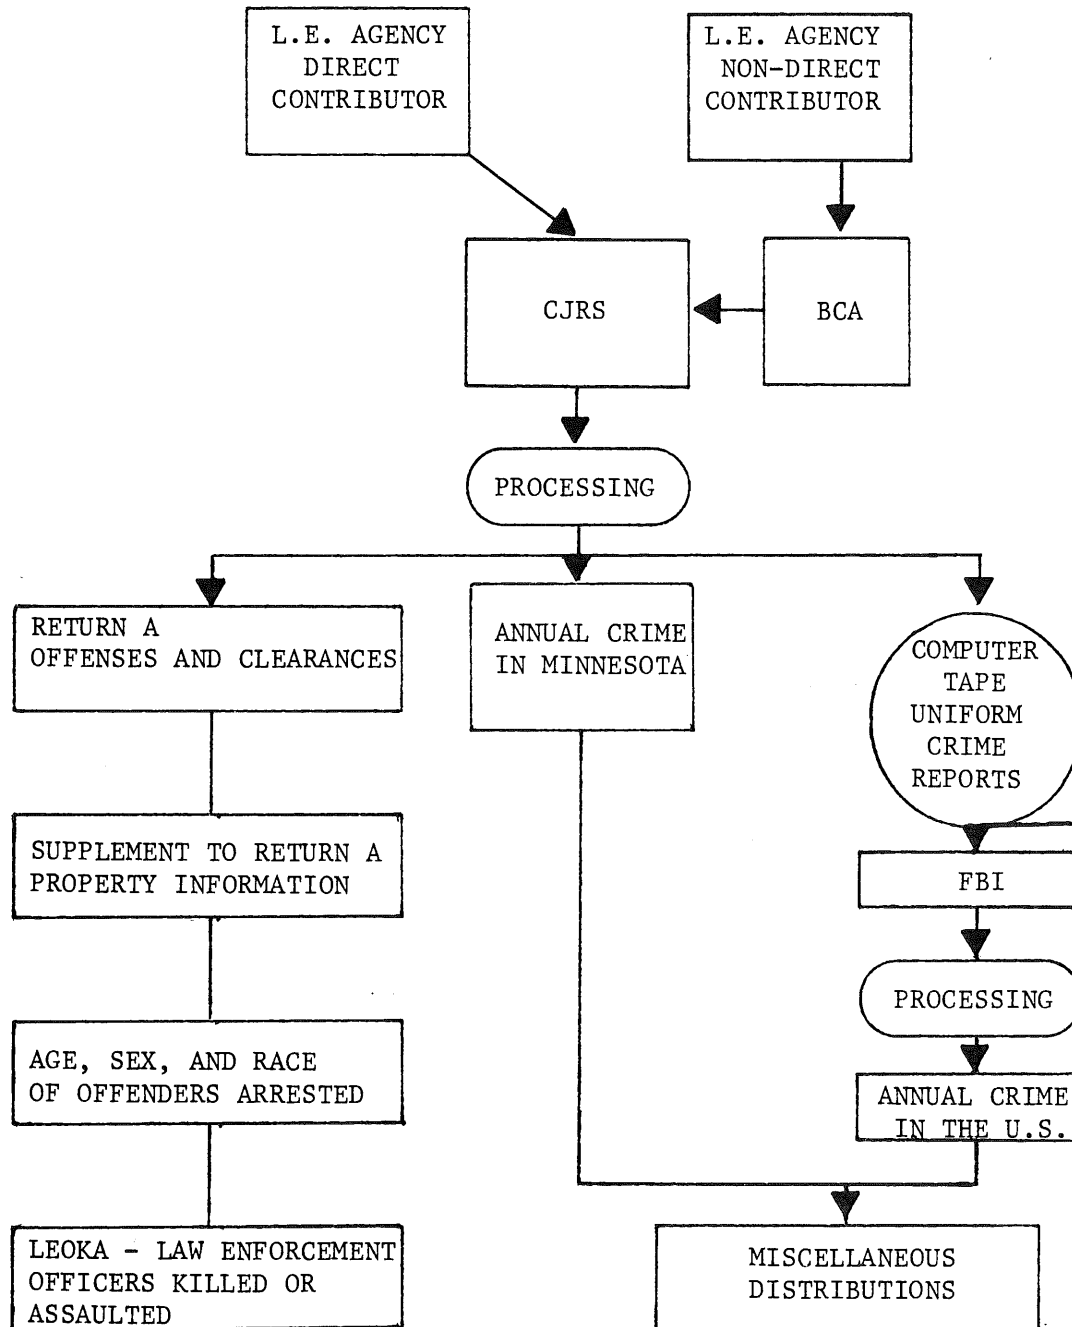 L.E. AGENCY
DIRECT
CONTRIBUTOR
L.E. AGENCY
NON-DIRECT
CONTRIBUTOR
CJRS
BCA
PROCESSING
RETURN A
OFFENSES AND CLEARANCES
ANNUAL CRIME
IN MINNESOTA
COMPUTER
TAPE
UNIFORM
CRIME
REPORTS
SUPPLEMENT TO RETURN A
PROPERTY INFORMATION
FBI
PROCESSING
AGE, SEX, AND RACE
OF OFFENDERS ARRESTED
ANNUAL CRIME
IN THE U.S.
LEOKA - LAW ENFORCEMENT
OFFICERS KILLED OR
ASSAULTED
MISCELLANEOUS
DISTRIBUTIONS